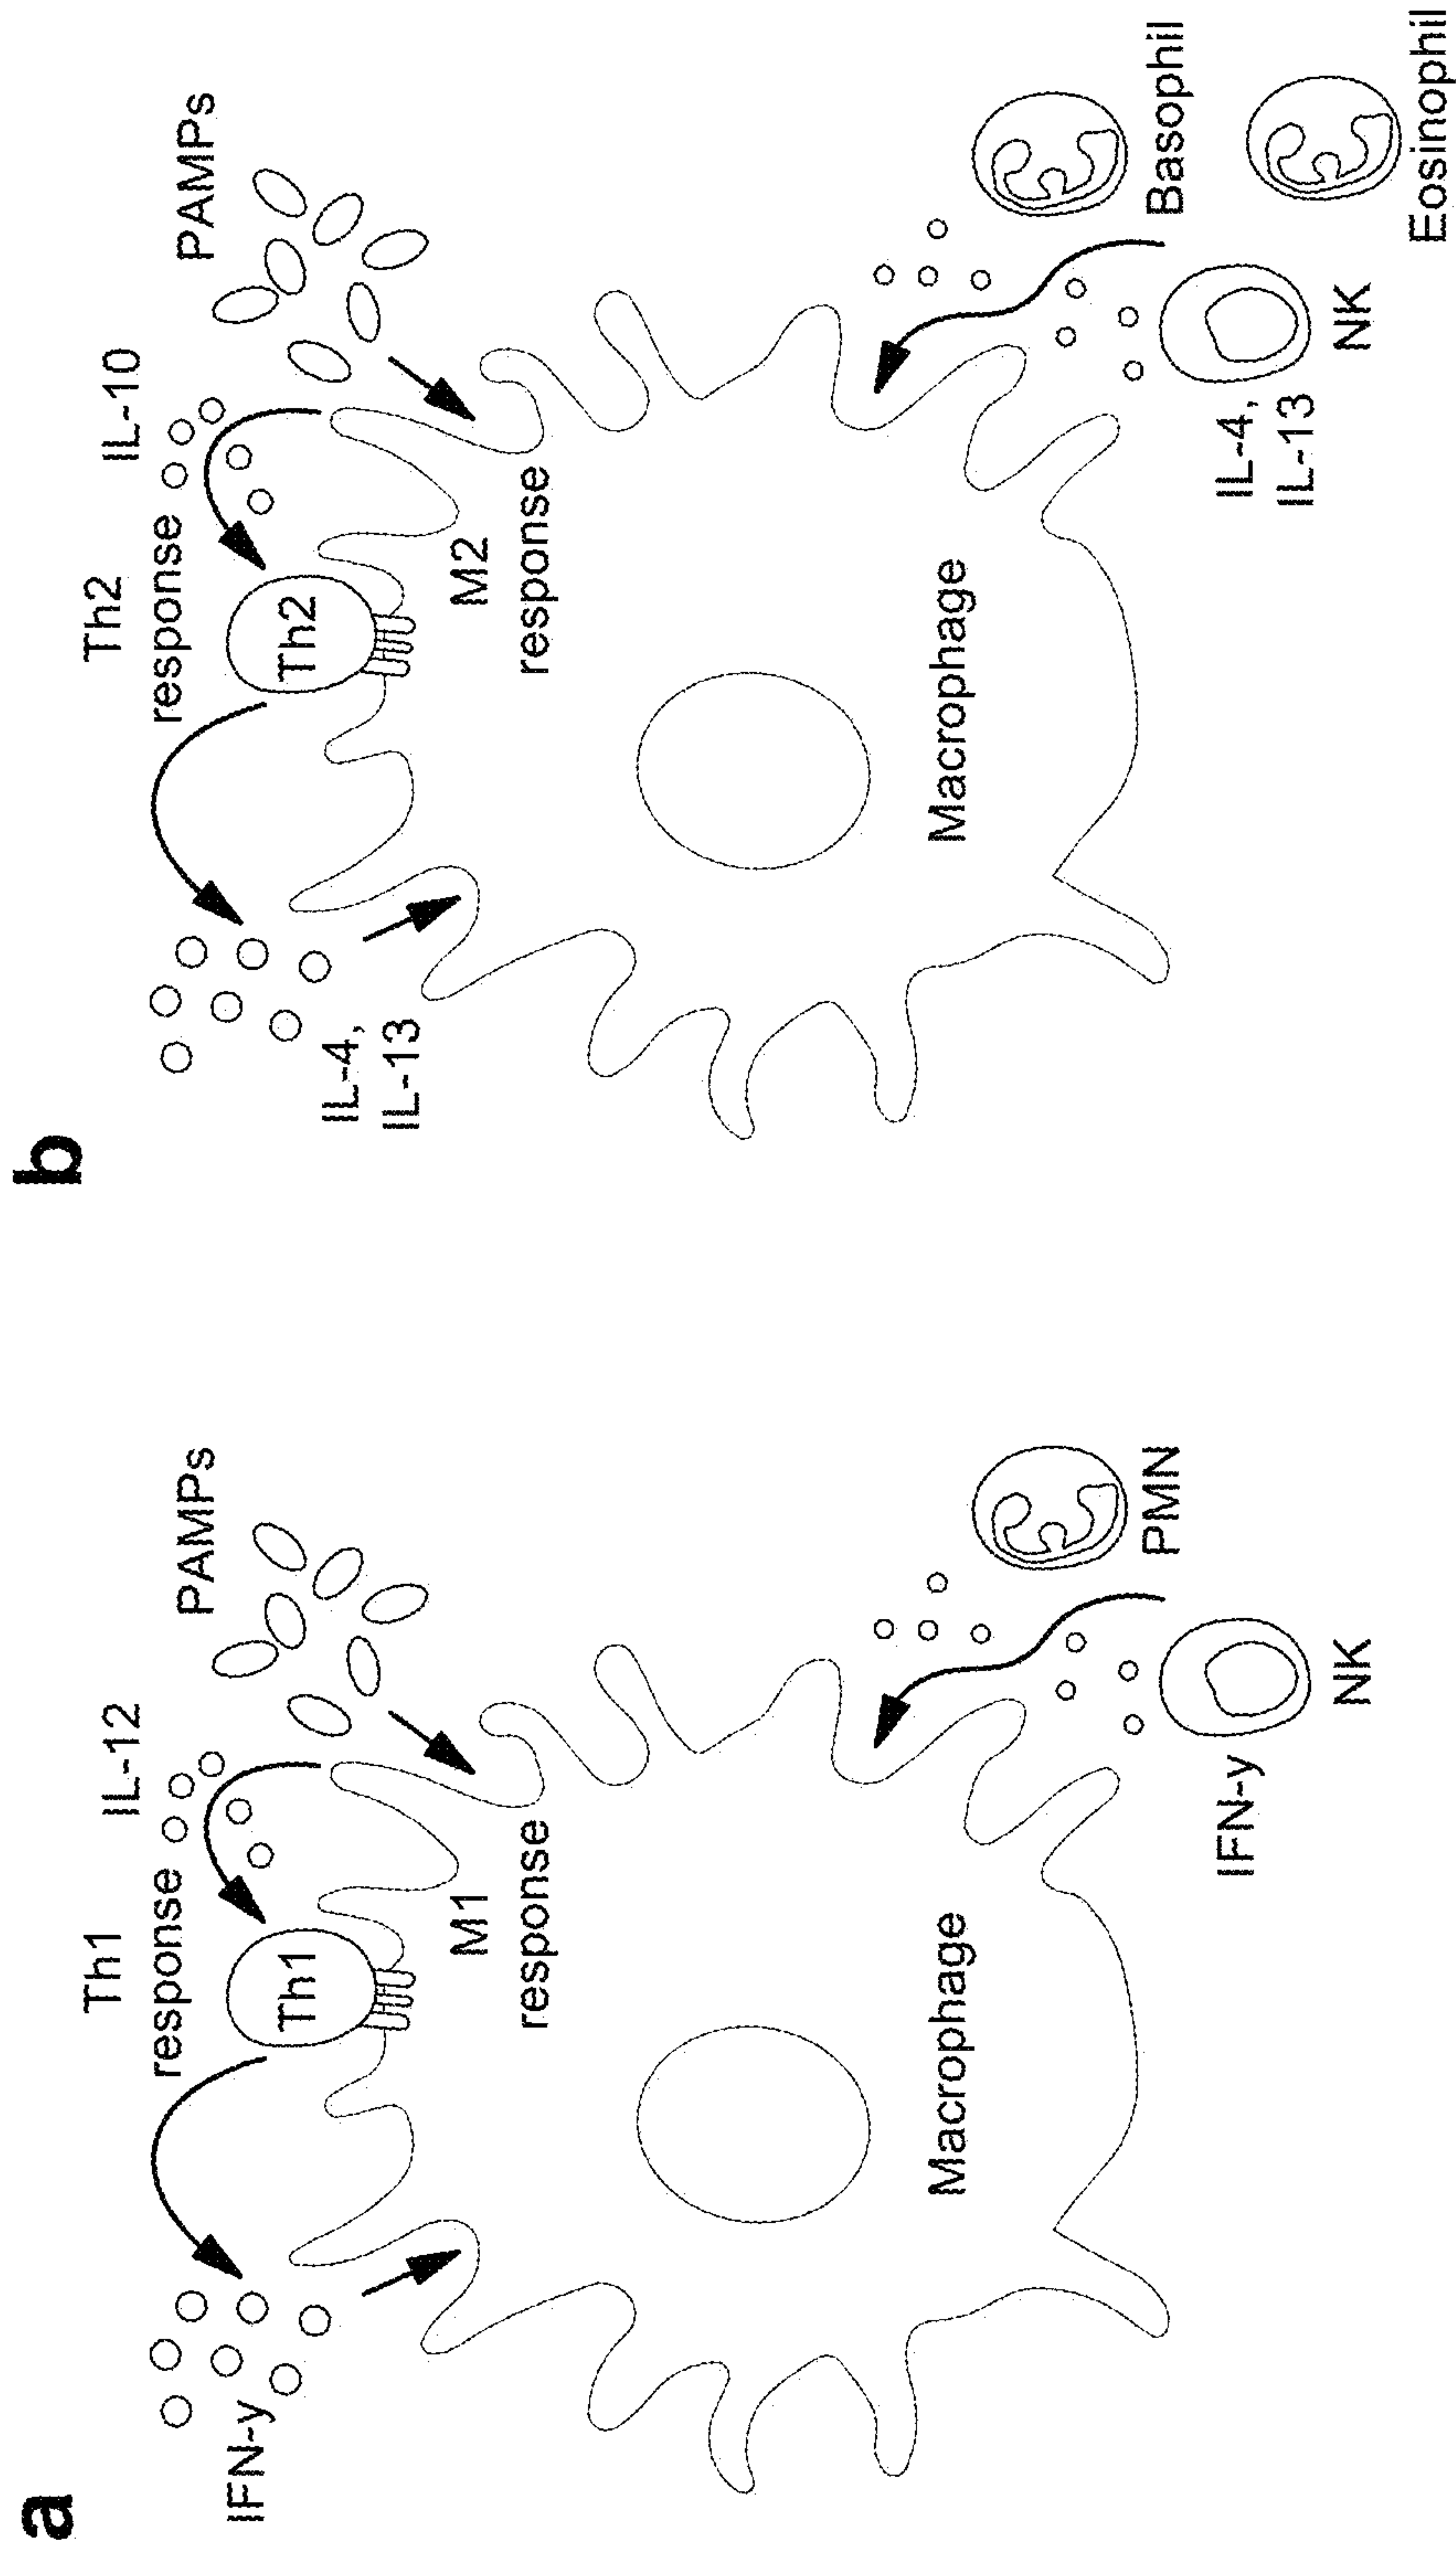 a
Th1
response
IL-12
PAMPs
Th1
IFN-y
M1
response
Macrophage
PMN
IFN-y
NK
b
Th2
response
IL-10
PAMPs
Th2
IL-4,
IL-13
M2
response
Macrophage
Basophil
IL-4,
IL-13
NK
Eosinophil